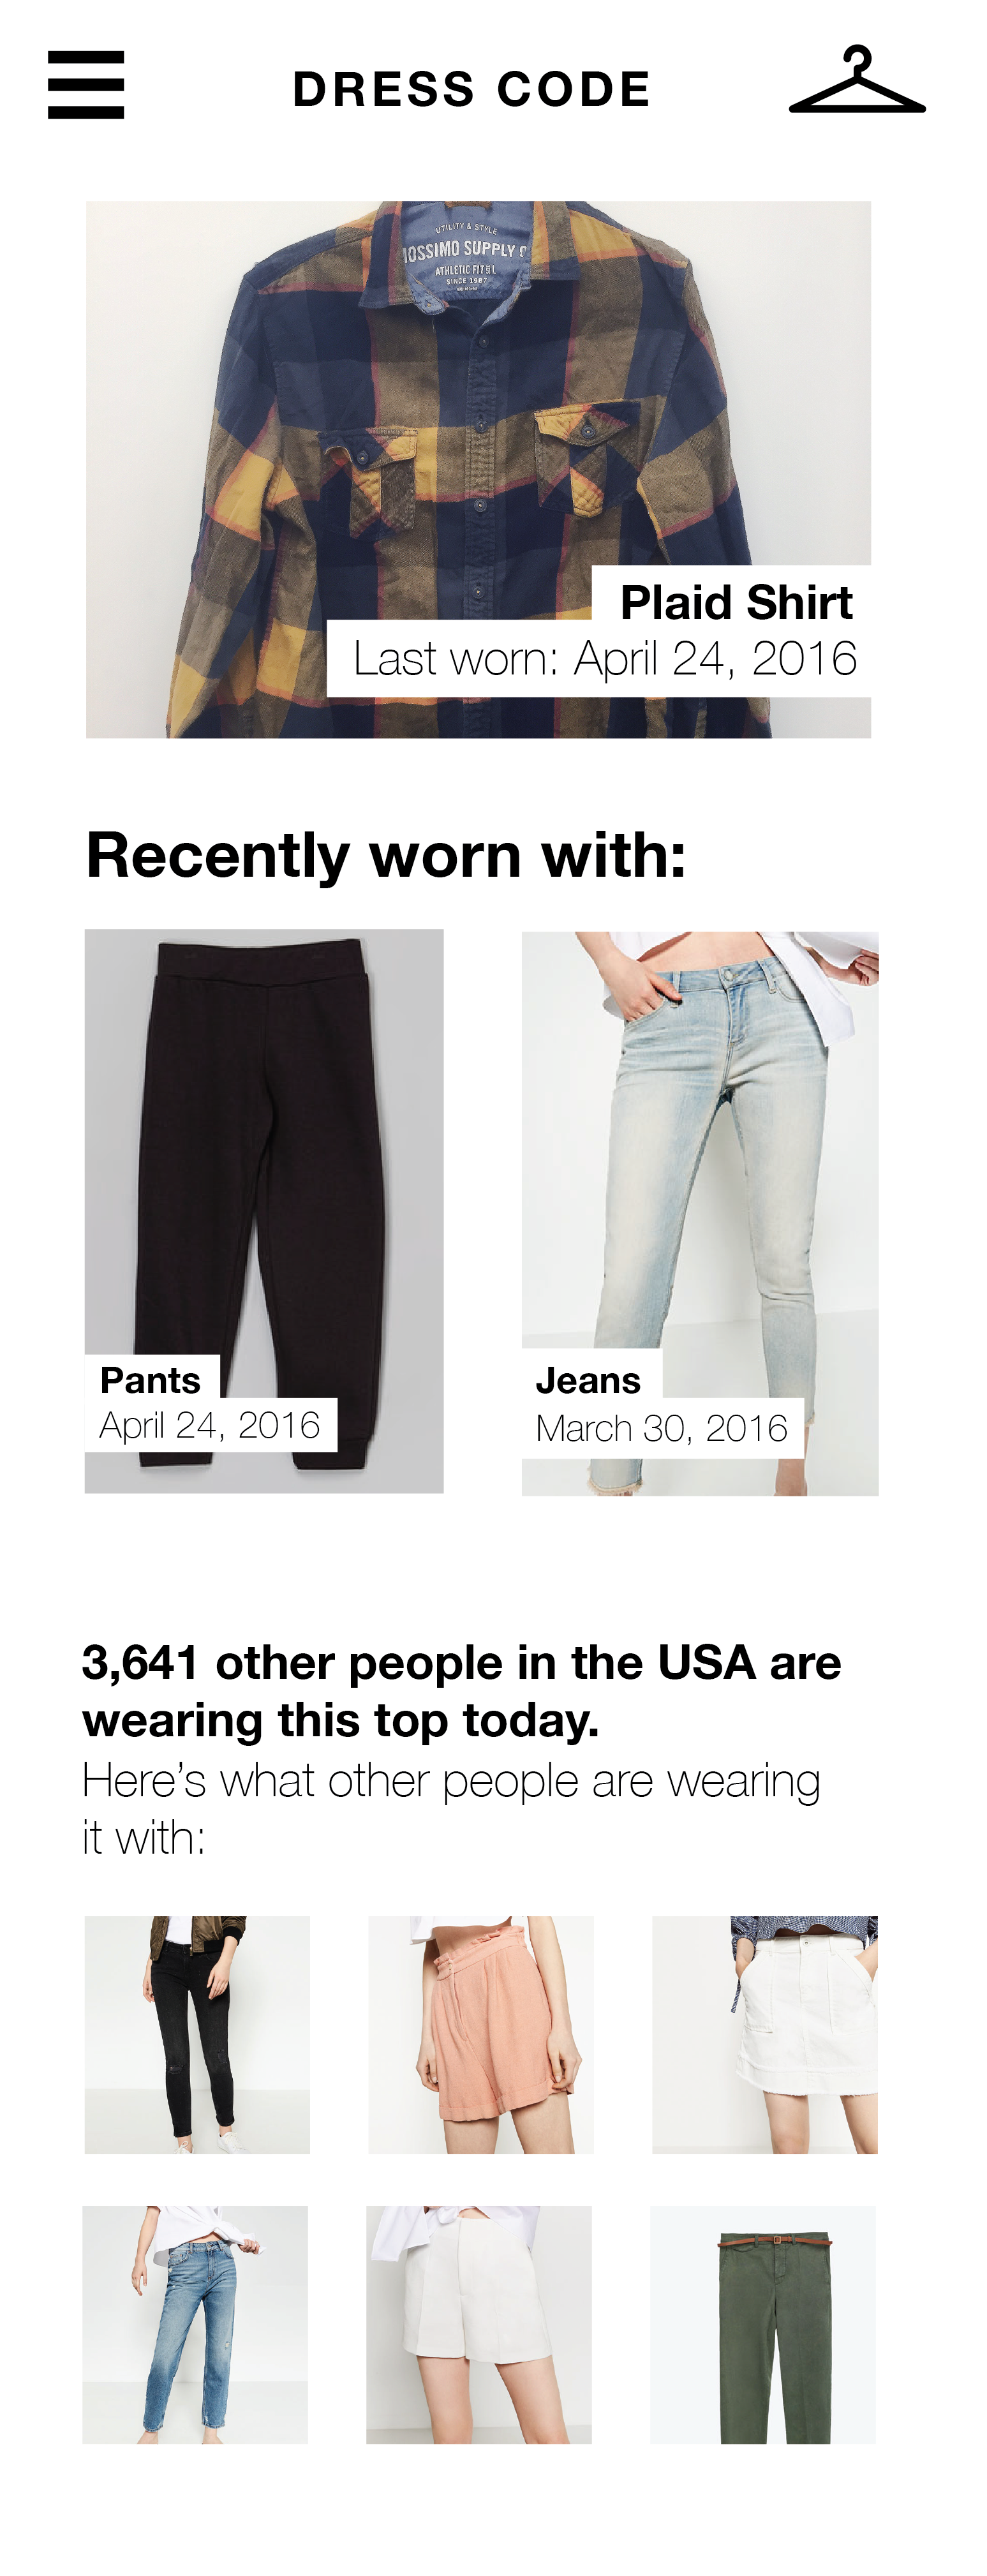 DRESS CODE
UTILITY & STYLE
IOSSIMO SUPPLY
ATHLETIC FIT
SINCE 1987
Plaid Shirt
Last worn: April 24, 2016
Recently worn with:
Pants
April 24, 2016
Jeans
March 30, 2016
3,641 other people in the USA are
wearing this top today.
Here’s what other people are wearing
it with: